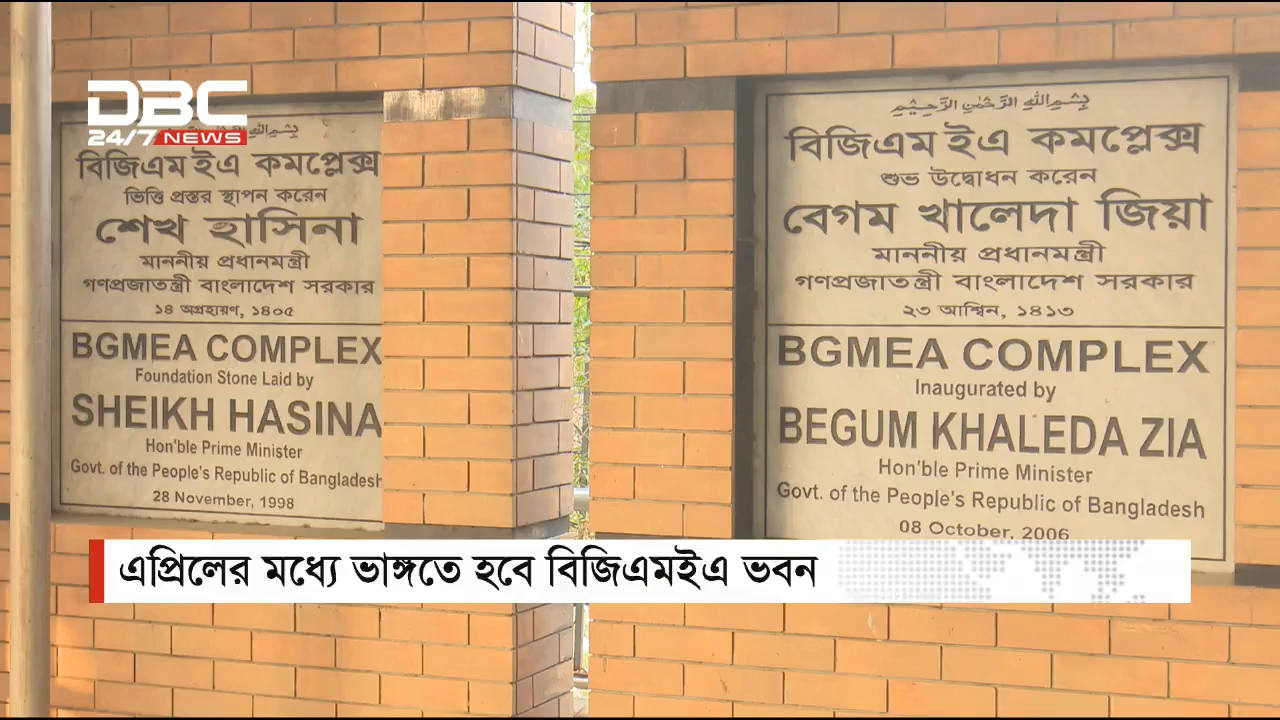 DBC
24/7 NEWS
بِسْمِ اللهِ
বিজিএমইএ কমপ্লেক্স
ভিত্তি প্রস্তর স্থাপন করেন
শেখ হাসিনা
মাননীয় প্রধানমন্ত্রী
গণপ্রজাতন্ত্রী বাংলাদেশ সরকার
১৪ অগ্রহায়ণ, ১৪০৫
BGMEA COMPLEX
Foundation Stone Laid by
SHEIKH HASINA
Hon'ble Prime Minister
Govt. of the People's Republic of Bangladesh
28 November, 1998
بِسْمِ اللهِ الرَّحْمٰنِ الرَّحِيْمِ
বিজিএমইএ কমপ্লেক্স
শুভ উদ্বোধন করেন
বেগম খালেদা জিয়া
মাননীয় প্রধানমন্ত্রী
গণপ্রজাতন্ত্রী বাংলাদেশ সরকার
২৩ আশ্বিন, ১৪১৩
BGMEA COMPLEX
Inaugurated by
BEGUM KHALEDA ZIA
Hon'ble Prime Minister
Govt. of the People's Republic of Bangladesh
08 October, 2006
এপ্রিলের মধ্যে ভাঙ্গতে হবে বিজিএমইএ ভবন